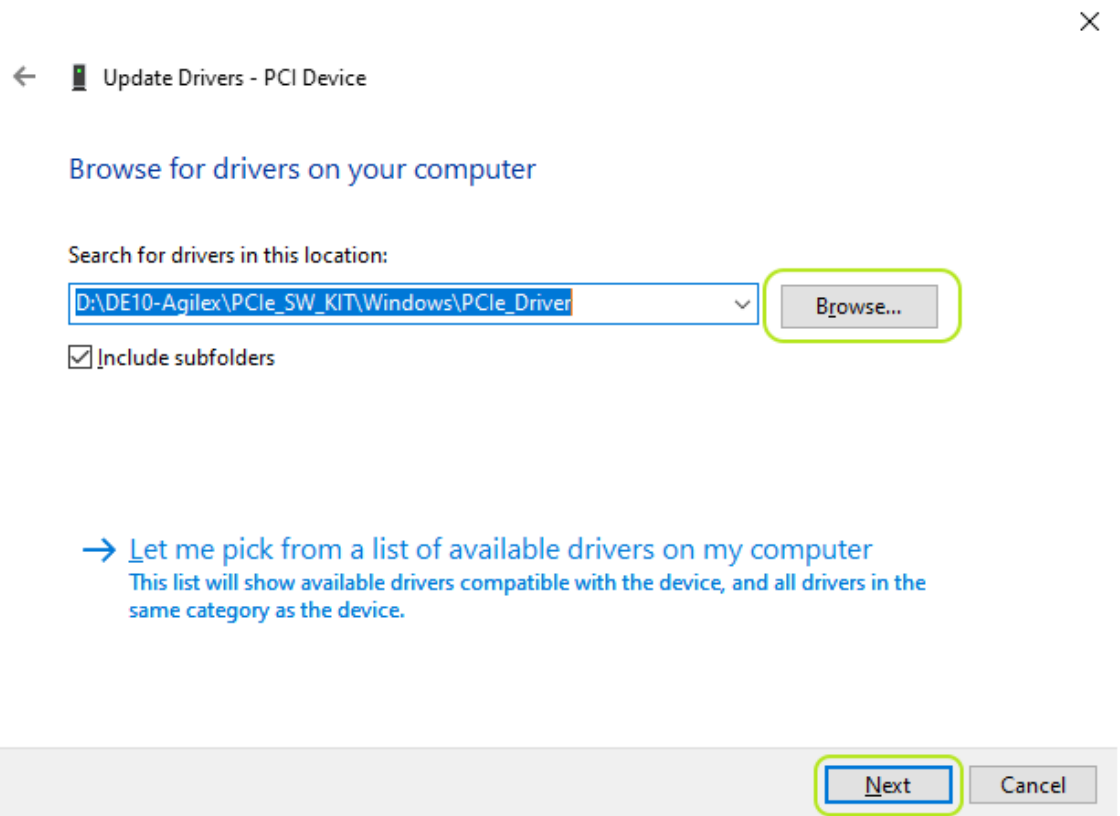 Update Drivers - PCI Device
Browse for drivers on your computer
Search for drivers in this location:
D:\DE10-Agilex\PCIe_SW_KIT\Windows\PCIe_Driver
Browse...
Include subfolders
Let me pick from a list of available drivers on my computer
This list will show available drivers compatible with the device, and all drivers in the
same category as the device.
Next
Cancel